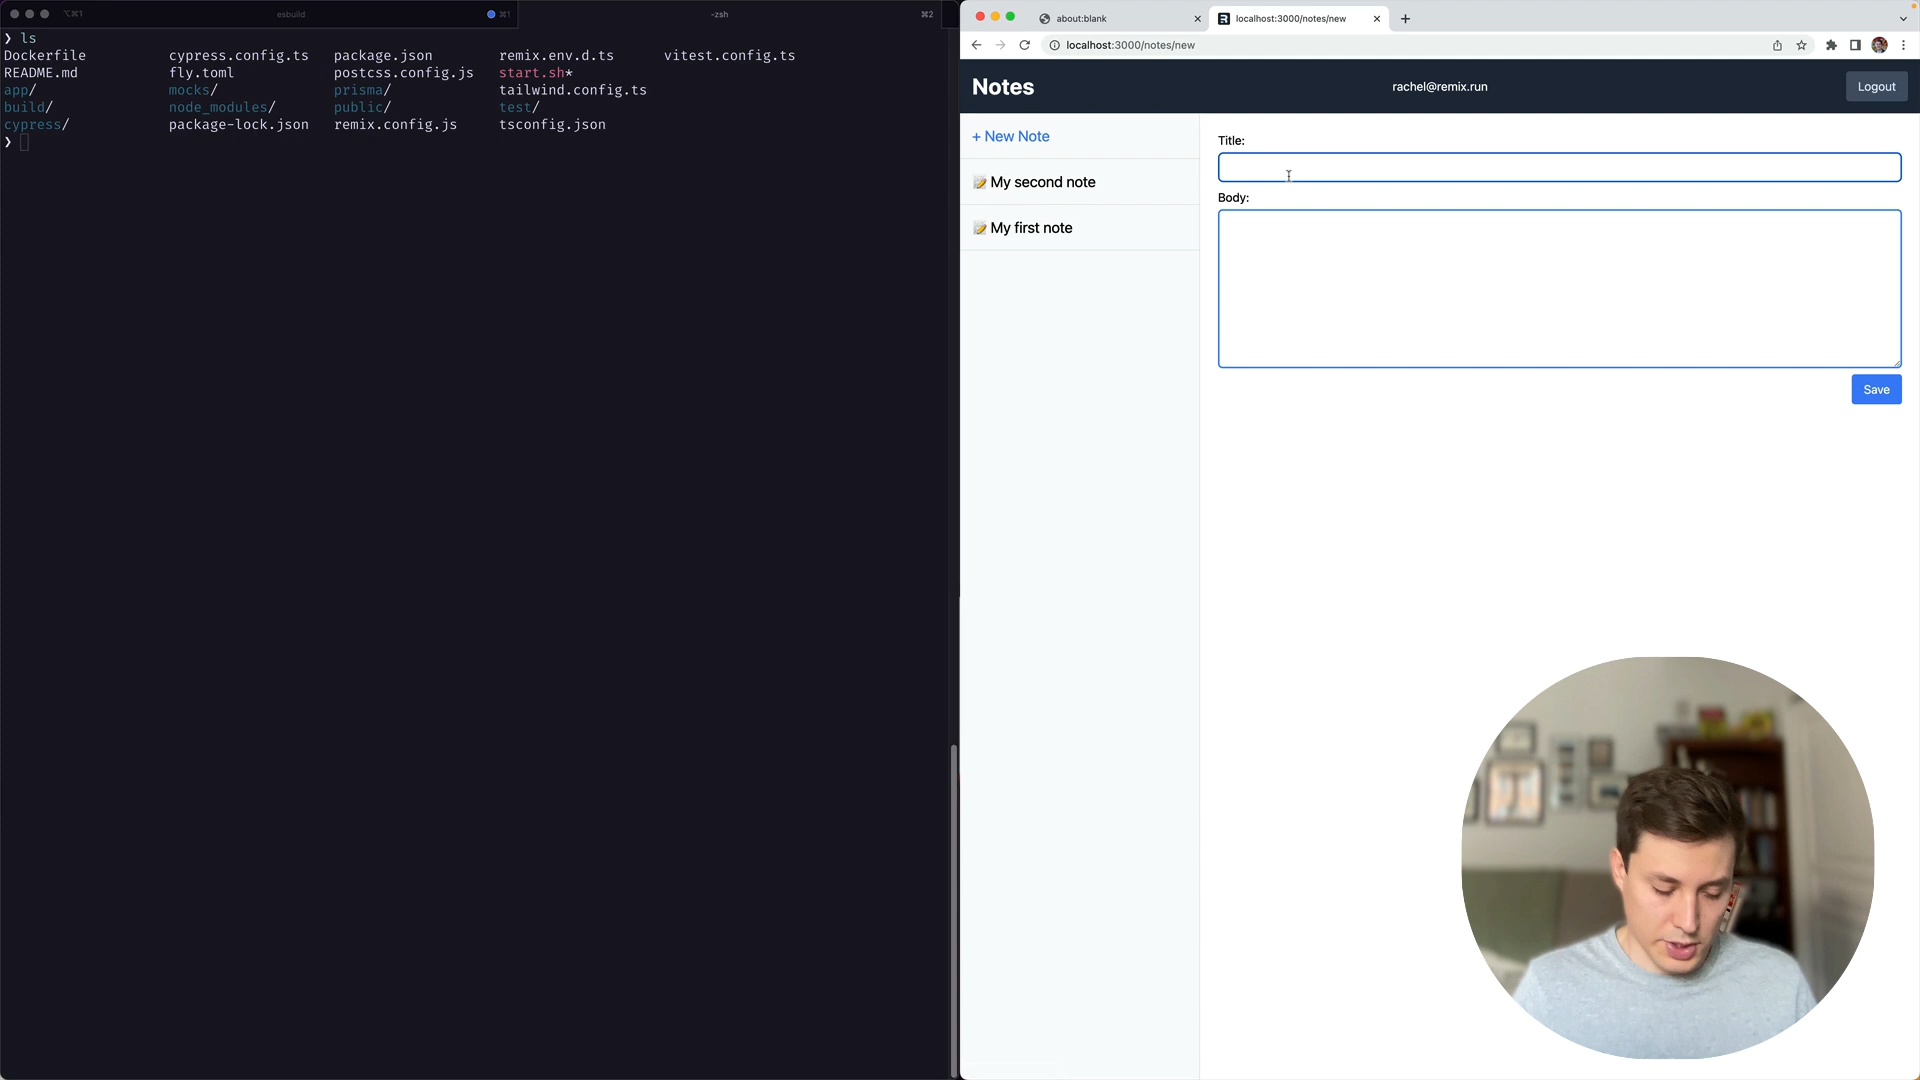 ⌥⌘1 esbuild ⌘1 -zsh ⌘2
❯ ls
Dockerfile cypress.config.ts package.json remix.env.d.ts vitest.config.ts
README.md fly.toml postcss.config.js start.sh*
app/ mocks/ prisma/ tailwind.config.ts
build/ node_modules/ public/ test/
cypress/ package-lock.json remix.config.js tsconfig.json
❯
about:blank
localhost:3000/notes/new
localhost:3000/notes/new
Notes
rachel@remix.run
Logout
+ New Note
📝 My second note
📝 My first note
Title:
Body:
Save